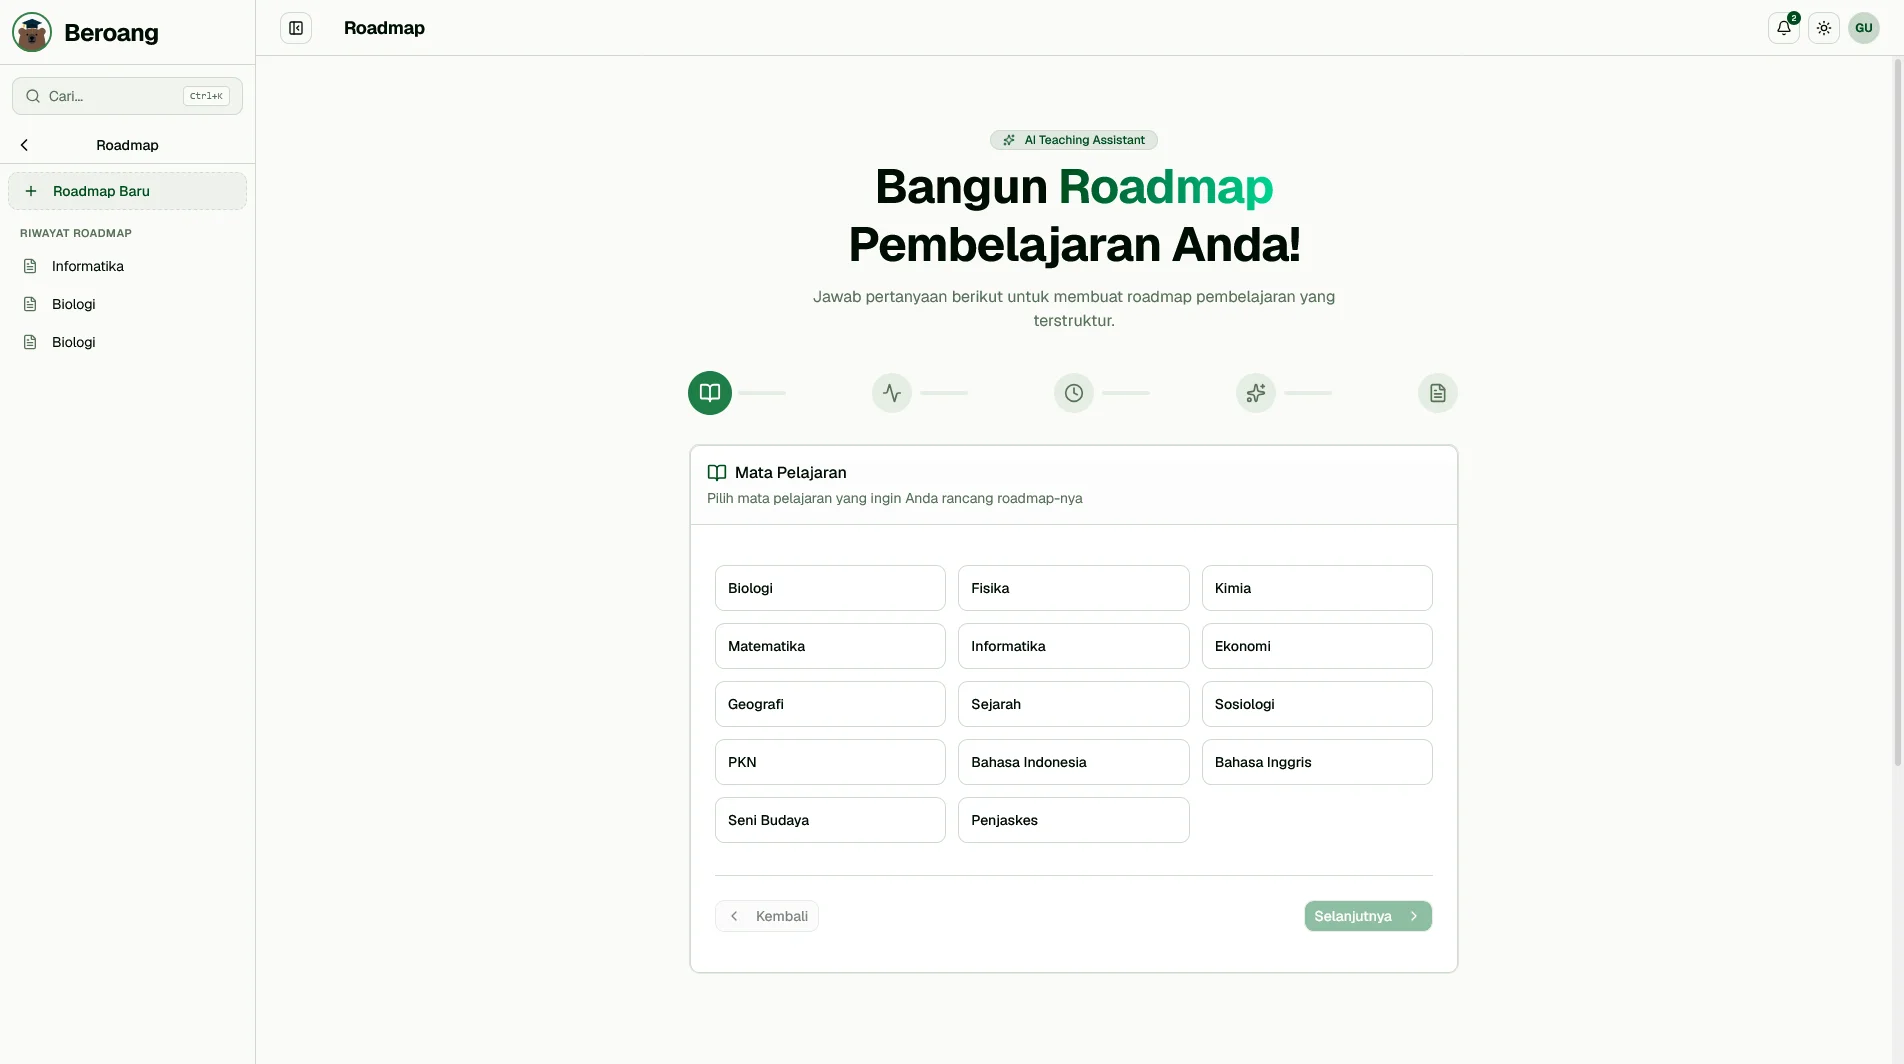 Beroang
Cari...
Ctrl+K
Roadmap
Roadmap Baru
RIWAYAT ROADMAP
Informatika
Biologi
Biologi
Roadmap
2
GU
AI Teaching Assistant
Bangun Roadmap
Pembelajaran Anda!
Jawab pertanyaan berikut untuk membuat roadmap pembelajaran yang
terstruktur.
Mata Pelajaran
Pilih mata pelajaran yang ingin Anda rancang roadmap-nya
Biologi
Fisika
Kimia
Matematika
Informatika
Ekonomi
Geografi
Sejarah
Sosiologi
PKN
Bahasa Indonesia
Bahasa Inggris
Seni Budaya
Penjaskes
Kembali
Selanjutnya